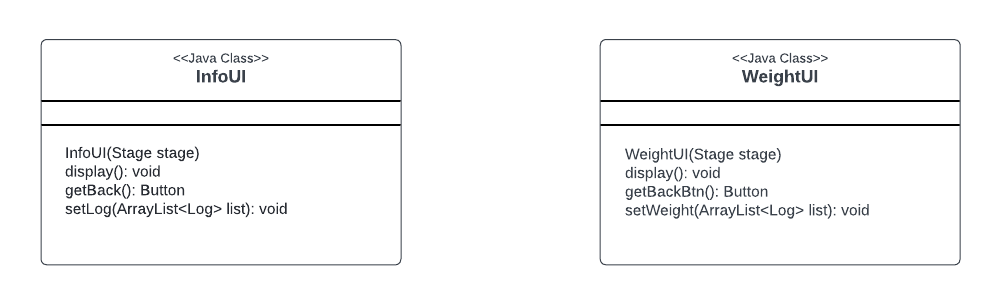 <<Java Class>>
InfoUI
InfoUI(Stage stage)
display(): void
getBack(): Button
setLog(ArrayList<Log> list): void
<<Java Class>>
WeightUI
WeightUI(Stage stage)
display(): void
getBackBtn(): Button
setWeight(ArrayList<Log> list): void